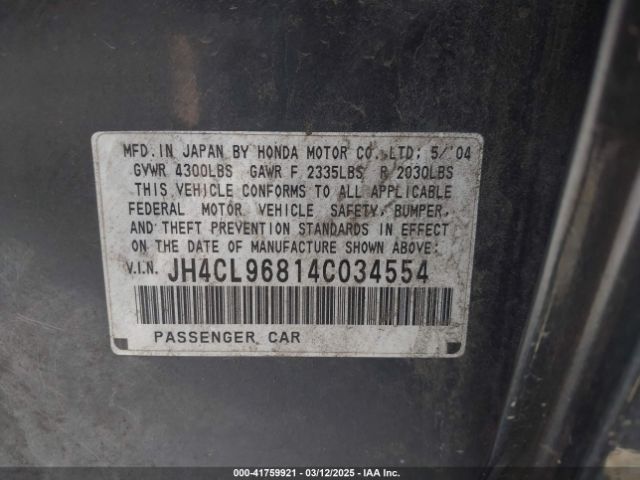 MFD. IN JAPAN BY HONDA MOTOR CO., LTD; 5/'04
GVWR 4300LBS GAWR F 2335LBS R 2030LBS
THIS VEHICLE CONFORMS TO ALL APPLICABLE
FEDERAL MOTOR VEHICLE SAFETY, BUMPER,
AND THEFT PREVENTION STANDARDS IN EFFECT
ON THE DATE OF MANUFACTURE SHOWN ABOVE:
V.I.N. JH4CL96814C034554
PASSENGER CAR
000-41759921 | 03/12/2025 | IAA Inc.